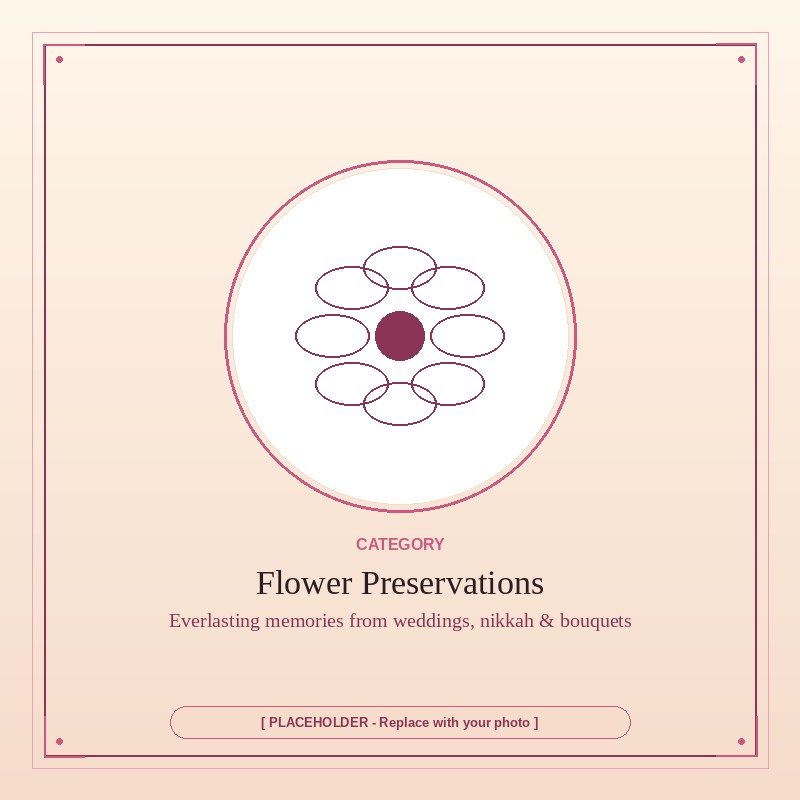 CATEGORY
Flower Preservations
Everlasting memories from weddings, nikkah & bouquets
[ PLACEHOLDER - Replace with your photo ]